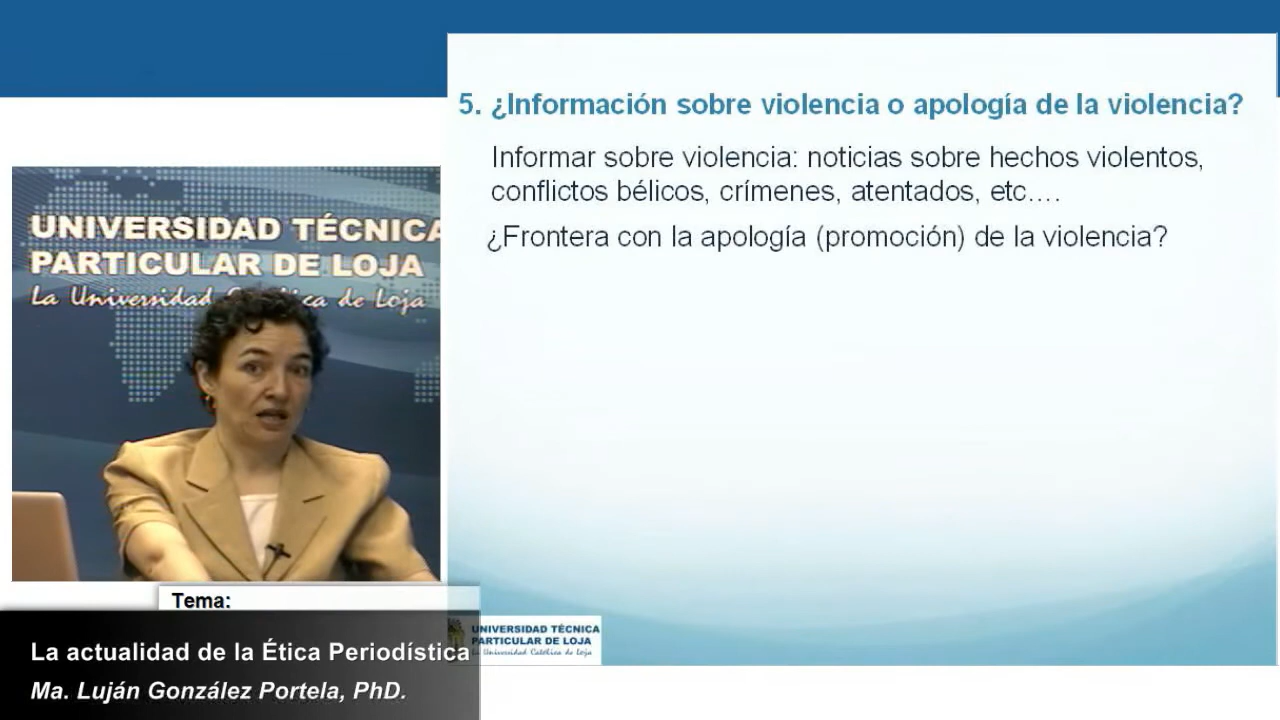 5. ¿Información sobre violencia o apología de la violencia?
Informar sobre violencia: noticias sobre hechos violentos,
conflictos bélicos, crímenes, atentados, etc....
¿Frontera con la apología (promoción) de la violencia?
UNIVERSIDAD TÉCNICA
PARTICULAR DE LOJA
La Universidad Católica de Loja
UNIVERSIDAD TÉCNICA
PARTICULAR DE LOJA
La Universidad ca de Loja
Tema:
La actualidad de la Ética Periodística
Ma. Luján González Portela, PhD.